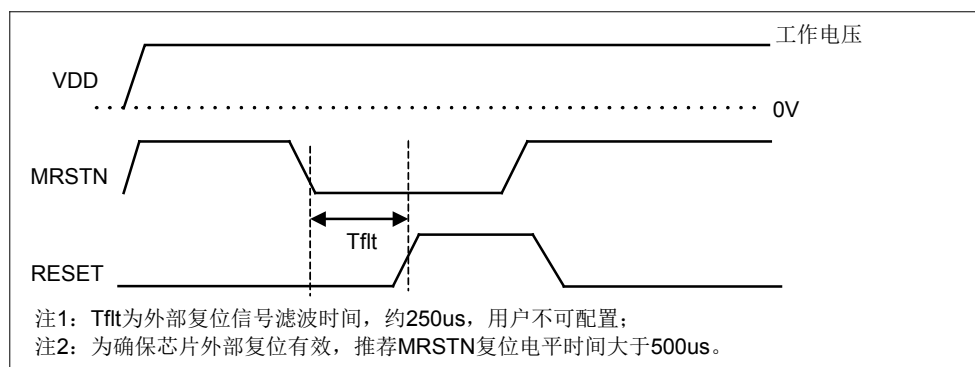 工作电压
VDD
0V
MRSTN
Tflt
RESET
注1：Tflt为外部复位信号滤波时间，约250us，用户不可配置；
注2：为确保芯片外部复位有效，推荐MRSTN复位电平时间大于500us。